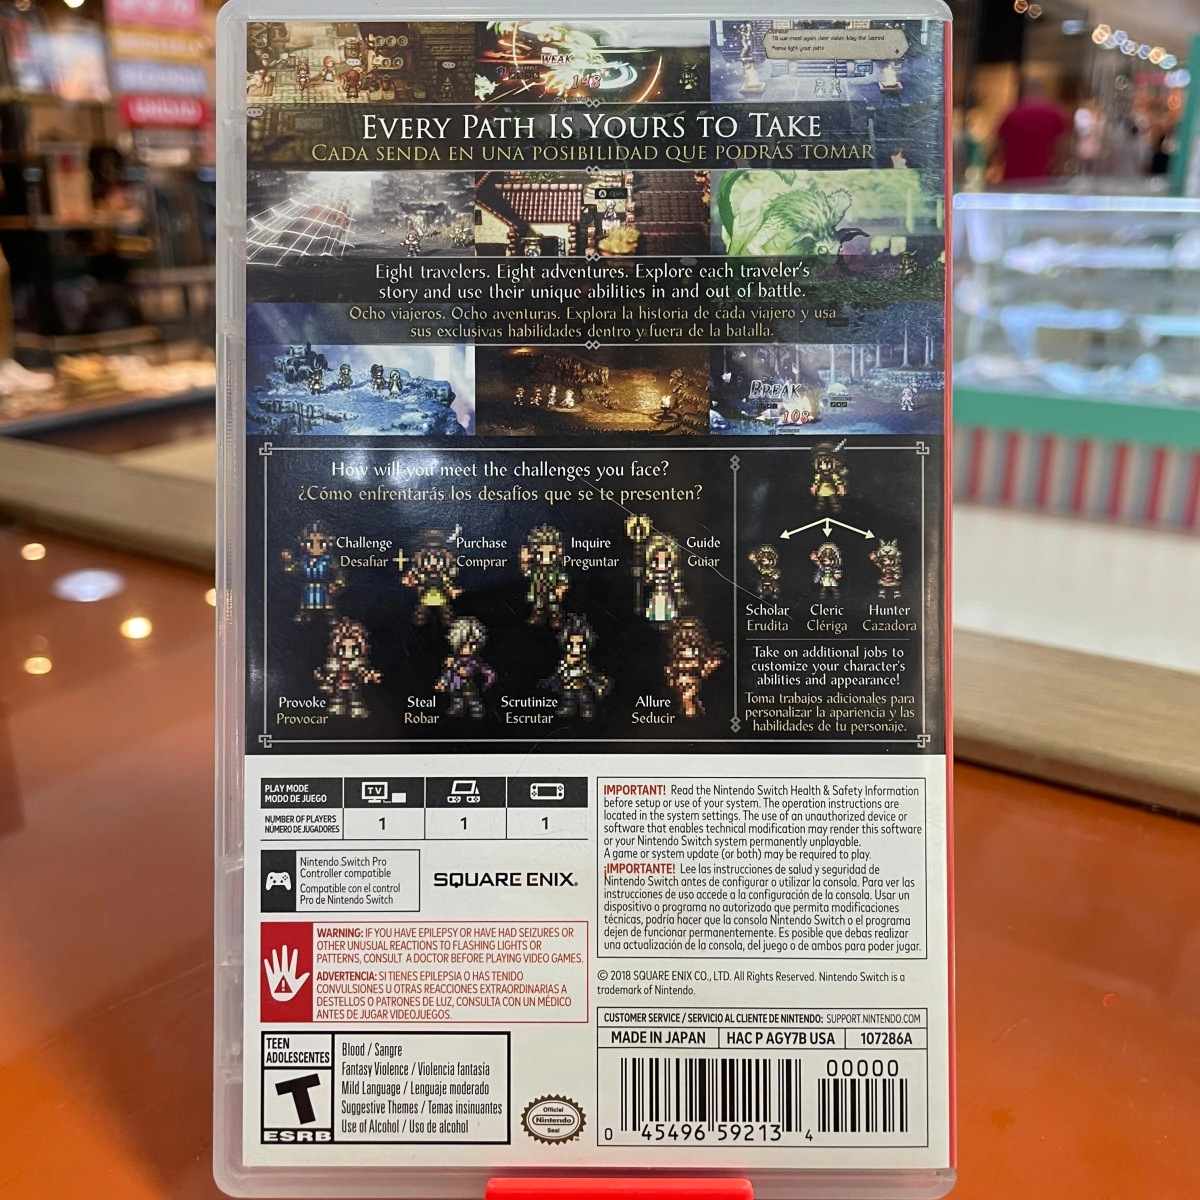 WEAK
148
Till we meet again, dear sister. May the Sacred
Flame light your path.
EVERY PATH IS YOURS TO TAKE
CADA SENDA EN UNA POSIBILIDAD QUE PODRÁS TOMAR
Eight travelers. Eight adventures. Explore each traveler's
story and use their unique abilities in and out of battle.
Ocho viajeros. Ocho aventuras. Explora la historia de cada viajero y usa
sus exclusivas habilidades dentro y fuera de la batalla.
BREAK
108
How will you meet the challenges you face?
¿Cómo enfrentarás los desafíos que se te presenten?
Challenge
Desafiar
Purchase
Comprar
Inquire
Preguntar
Guide
Guiar
Provoke
Provocar
Steal
Robar
Scrutinize
Escrutar
Allure
Seducir
Scholar
Erudita
Cleric
Clériga
Hunter
Cazadora
Take on additional jobs to
customize your character's
abilities and appearance!
Toma trabajos adicionales para
personalizar la apariencia y las
habilidades de tu personaje.
PLAY MODE
MODO DE JUEGO
TV
NUMBER OF PLAYERS
NÚMERO DE JUGADORES
1 1 1
Nintendo Switch Pro
Controller compatible
Compatible con el control
Pro de Nintendo Switch
SQUARE ENIX.
WARNING: IF YOU HAVE EPILEPSY OR HAVE HAD SEIZURES OR
OTHER UNUSUAL REACTIONS TO FLASHING LIGHTS OR
PATTERNS, CONSULT A DOCTOR BEFORE PLAYING VIDEO GAMES.
ADVERTENCIA: SI TIENES EPILEPSIA O HAS TENIDO
CONVULSIONES U OTRAS REACCIONES EXTRAORDINARIAS A
DESTELLOS O PATRONES DE LUZ, CONSULTA CON UN MÉDICO
ANTES DE JUGAR VIDEOJUEGOS.
TEEN
ADOLESCENTES
T
ESRB
Blood / Sangre
Fantasy Violence / Violencia fantasía
Mild Language / Lenguaje moderado
Suggestive Themes / Temas insinuantes
Use of Alcohol / Uso de alcohol
Official
Nintendo
Seal
IMPORTANT! Read the Nintendo Switch Health & Safety Information
before setup or use of your system. The operation instructions are
located in the system settings. The use of an unauthorized device or
software that enables technical modification may render this software
or your Nintendo Switch system permanently unplayable.
A game or system update (or both) may be required to play.
¡IMPORTANTE! Lee las instrucciones de salud y seguridad de
Nintendo Switch antes de configurar o utilizar la consola. Para ver las
instrucciones de uso accede a la configuración de la consola. Usar un
dispositivo o programa no autorizado que permita modificaciones
técnicas, podría hacer que la consola Nintendo Switch o el programa
dejen de funcionar permanentemente. Es posible que debas realizar
una actualización de la consola, del juego o de ambos para poder jugar.
© 2018 SQUARE ENIX CO., LTD. All Rights Reserved. Nintendo Switch is a
trademark of Nintendo.
CUSTOMER SERVICE / SERVICIO AL CLIENTE DE NINTENDO: SUPPORT.NINTENDO.COM
MADE IN JAPAN HAC P AGY7B USA 107286A
00000
0 45496 59213 4